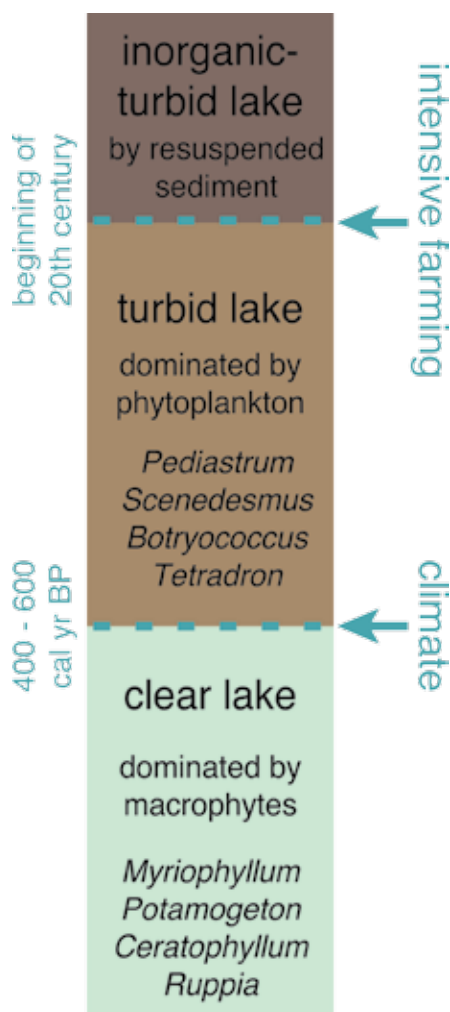 inorganic-
turbid lake
by resuspended
sediment
beginning of
20th century
intensive farming
turbid lake
dominated by
phytoplankton
Pediastrum
Scenedesmus
Botryococcus
Tetradron
400 - 600
cal yr BP
climate
clear lake
dominated by
macrophytes
Myriophyllum
Potamogeton
Ceratophyllum
Ruppia